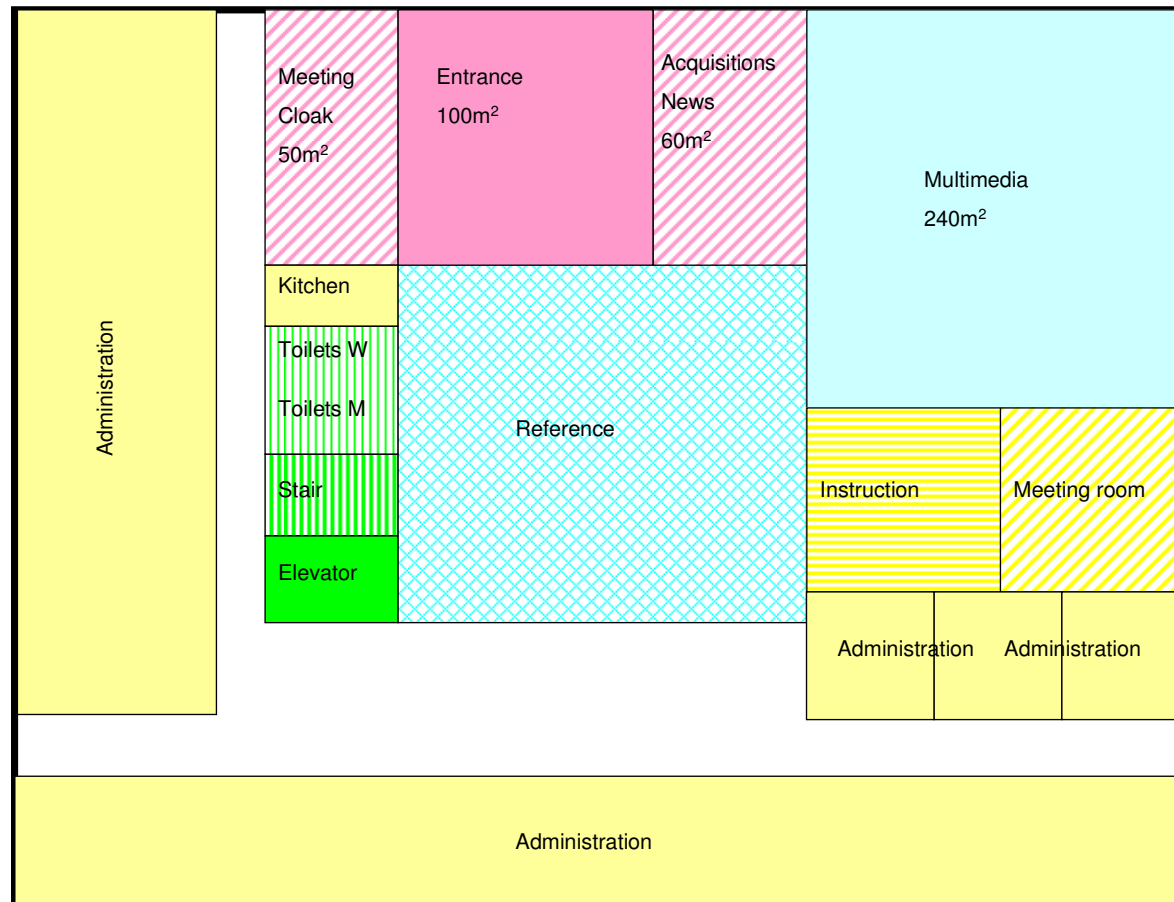 Administration
Meeting
Cloak
50m²
Entrance
100m²
Acquisitions
News
60m²
Multimedia
240m²
Kitchen
Toilets W
Toilets M
Stair
Elevator
Reference
Instruction
Meeting room
Administration
Administration
Administration